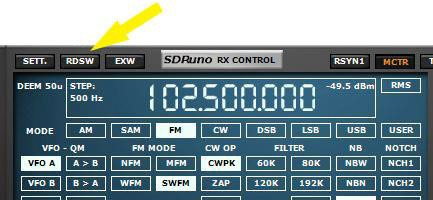 SETT. RDSW EXW SDRuno RX CONTROL RSYN1 MCTR
DEEM 50u STEP: 500 Hz 102.500.000 -49.5 dBm RMS
MODE AM SAM FM CW DSB LSB USB USER
VFO - QM FM MODE CW OP FILTER NB NOTCH
VFO A A > B NFM MFM CWPK 60K 80K NBW NCH1
VFO B B > A WFM SWFM ZAP 120K 192K NBN NCH2